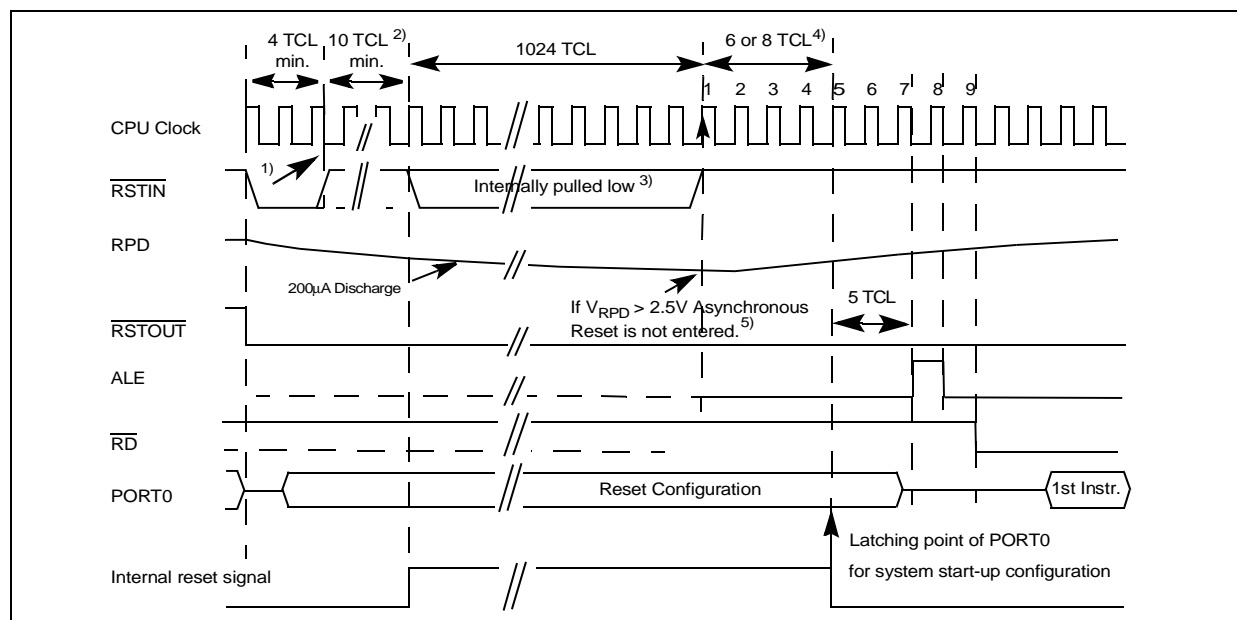 4 TCL
min.
10 TCL 2)
min.
1024 TCL
6 or 8 TCL4)
1 2 3 4 5 6 7 8 9
CPU Clock
1)
RSTIN
Internally pulled low 3)
RPD
200µA Discharge
If VRPD > 2.5V Asynchronous
Reset is not entered.5)
5 TCL
RSTOUT
ALE
RD
PORT0
Reset Configuration
1st Instr.
Latching point of PORT0
for system start-up configuration
Internal reset signal